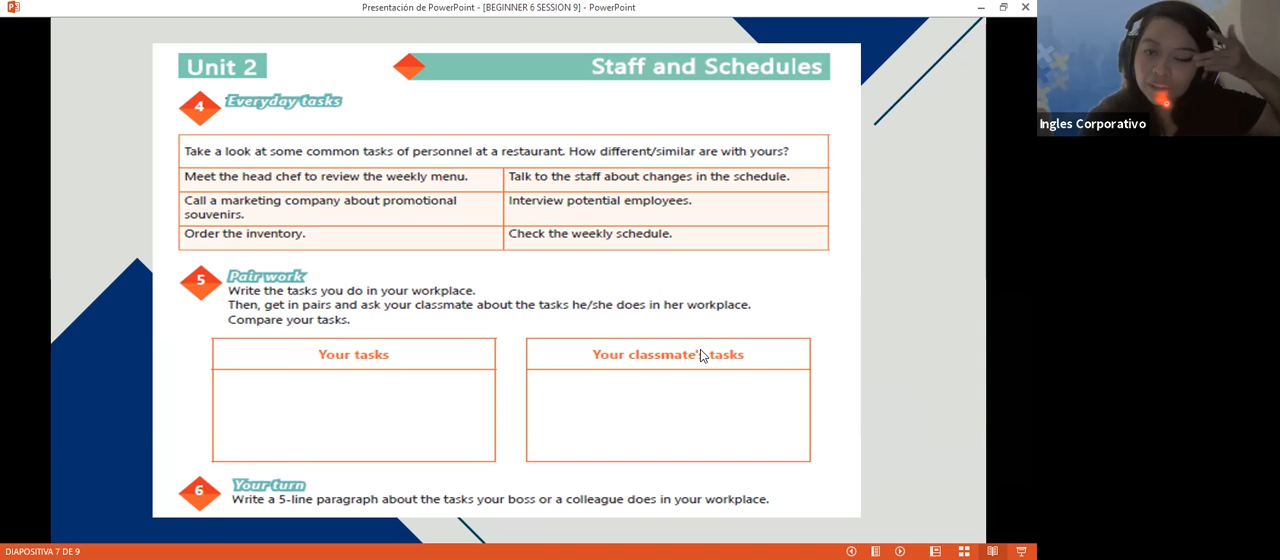 Presentación de PowerPoint - [BEGINNER 6 SESSION 9] - PowerPoint
Unit 2
Staff and Schedules
4
Everyday tasks
Take a look at some common tasks of personnel at a restaurant. How different/similar are with yours?
Meet the head chef to review the weekly menu.
Talk to the staff about changes in the schedule.
Call a marketing company about promotional
souvenirs.
Interview potential employees.
Order the inventory.
Check the weekly schedule.
5
Pair work
Write the tasks you do in your workplace.
Then, get in pairs and ask your classmate about the tasks he/she does in her workplace.
Compare your tasks.
Your tasks
Your classmate's tasks
6
Your turn
Write a 5-line paragraph about the tasks your boss or a colleague does in your workplace.
Ingles Corporativo
DIAPOSITIVA 7 DE 9